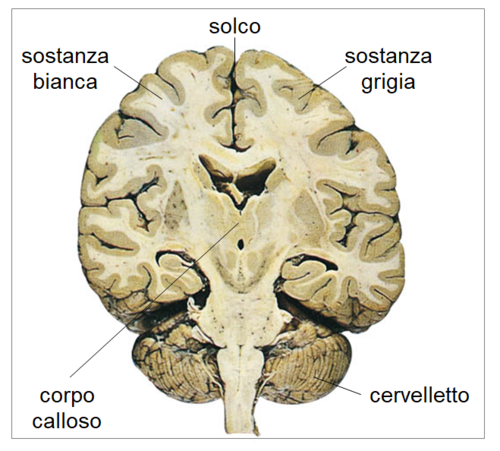 solco
sostanza
bianca
sostanza
grigia
corpo
calloso
cervelletto